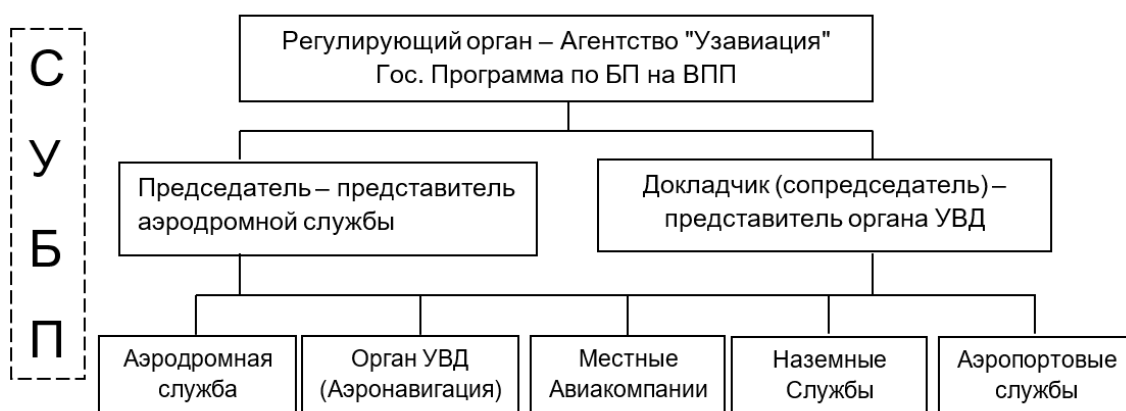 С
У
Б
П
Регулирующий орган – Агентство "Узавиация"
Гос. Программа по БП на ВПП
Председатель – представитель
аэродромной службы
Докладчик (сопредседатель) –
представитель органа УВД
Аэродромная
служба
Орган УВД
(Аэронавигация)
Местные
Авиакомпании
Наземные
Службы
Аэропортовые
службы